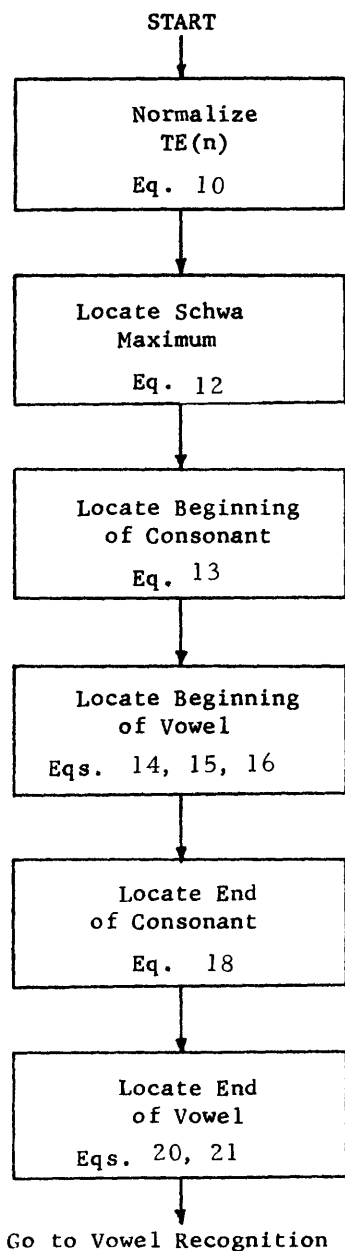 START
Normalize
TE(n)
Eq. 10
Locate Schwa
Maximum
Eq. 12
Locate Beginning
of Consonant
Eq. 13
Locate Beginning
of Vowel
Eqs. 14, 15, 16
Locate End
of Consonant
Eq. 18
Locate End
of Vowel
Eqs. 20, 21
Go to Vowel Recognition